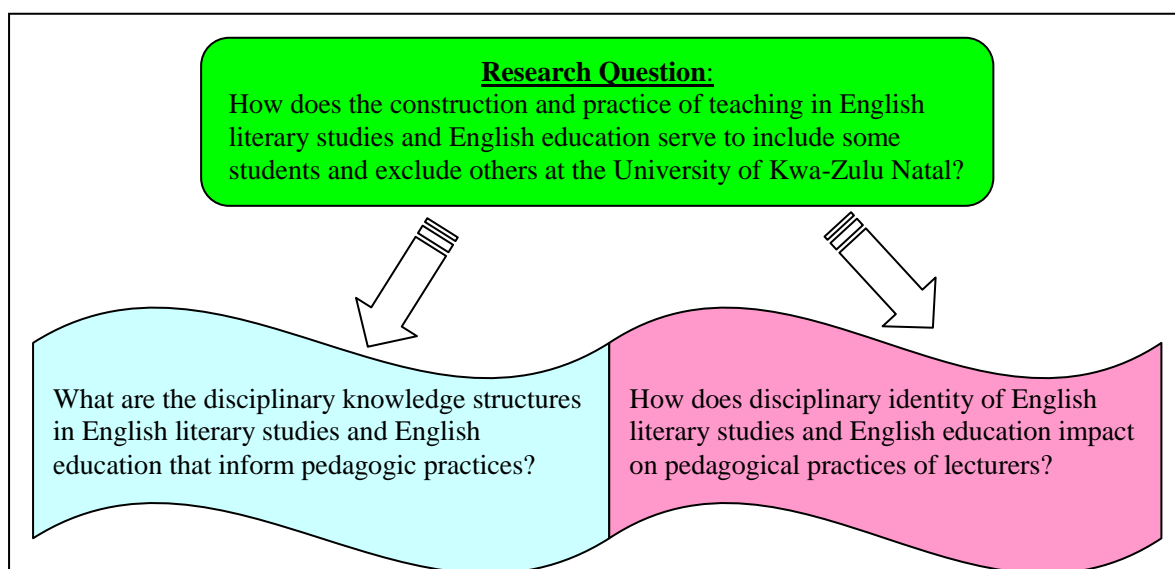 Research Question:
How does the construction and practice of teaching in English
literary studies and English education serve to include some
students and exclude others at the University of Kwa-Zulu Natal?
What are the disciplinary knowledge structures
in English literary studies and English
education that inform pedagogic practices?
How does disciplinary identity of English
literary studies and English education impact
on pedagogical practices of lecturers?